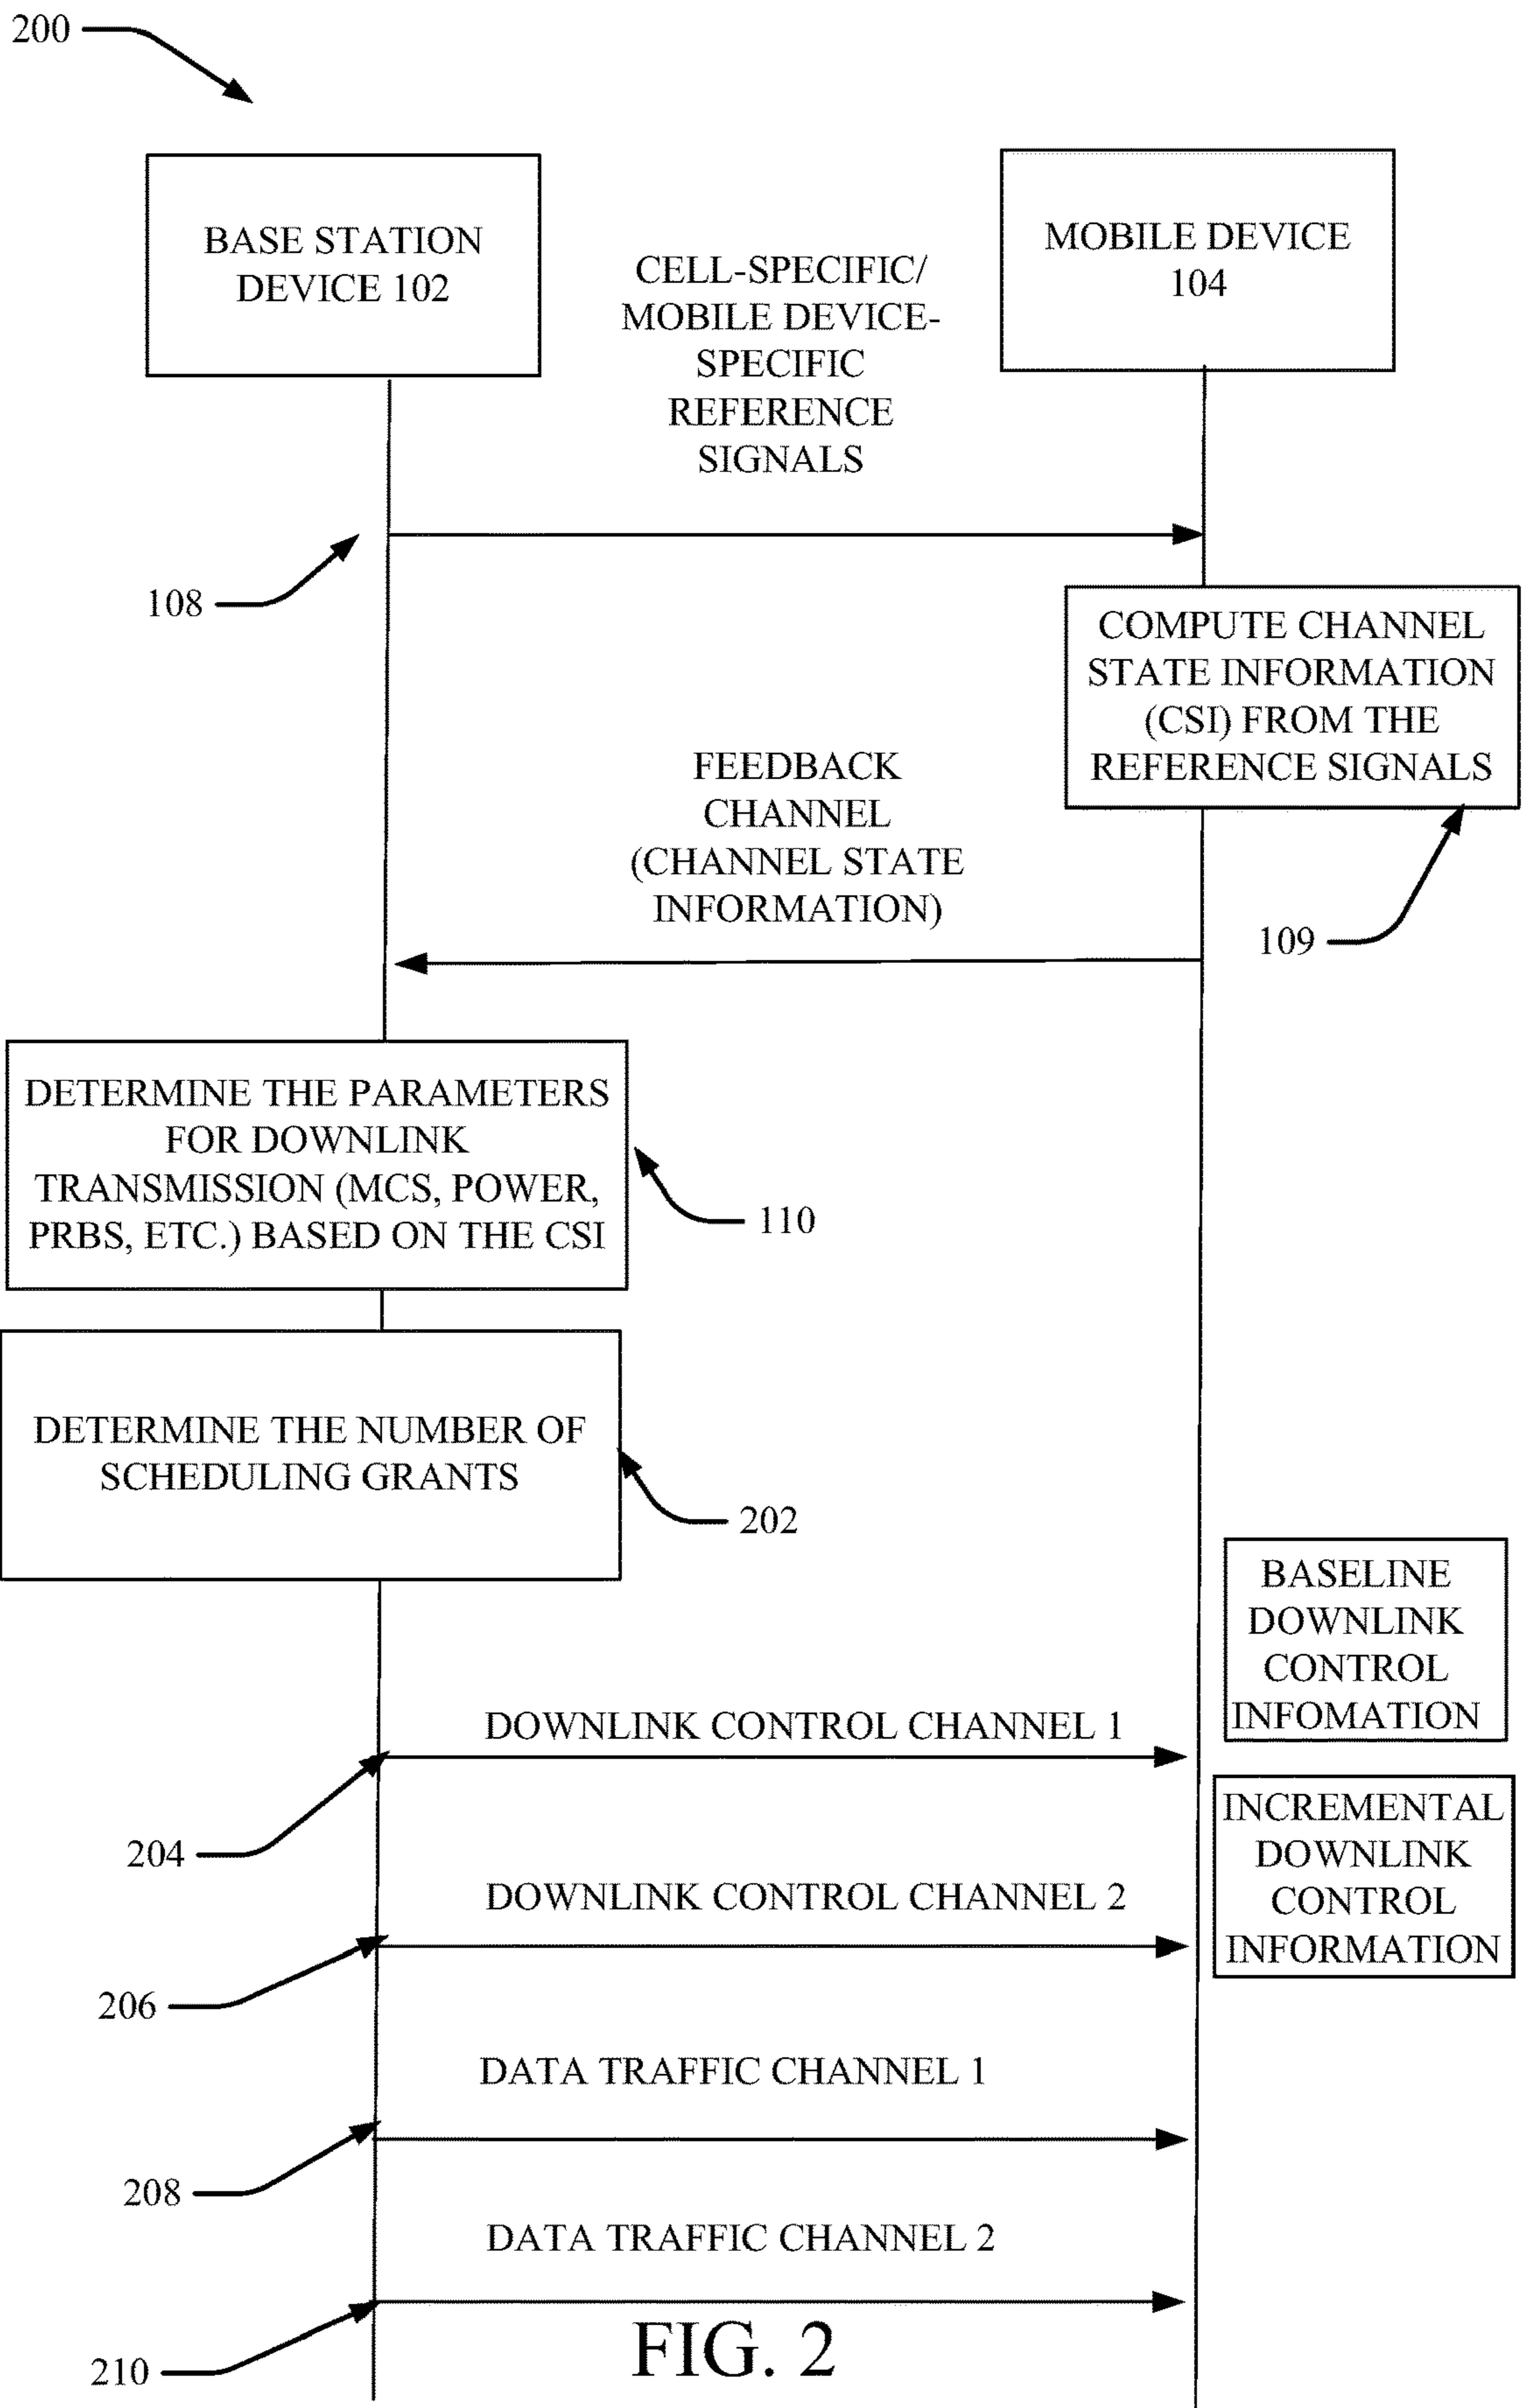 200
BASE STATION
DEVICE 102
MOBILE DEVICE
104
CELL-SPECIFIC/
MOBILE DEVICE-
SPECIFIC
REFERENCE
SIGNALS
108
COMPUTE CHANNEL
STATE INFORMATION
(CSI) FROM THE
REFERENCE SIGNALS
109
FEEDBACK
CHANNEL
(CHANNEL STATE
INFORMATION)
DETERMINE THE PARAMETERS
FOR DOWNLINK
TRANSMISSION (MCS, POWER,
PRBS, ETC.) BASED ON THE CSI
110
DETERMINE THE NUMBER OF
SCHEDULING GRANTS
202
BASELINE
DOWNLINK
CONTROL
INFOMATION
DOWNLINK CONTROL CHANNEL 1
204
INCREMENTAL
DOWNLINK
CONTROL
INFORMATION
DOWNLINK CONTROL CHANNEL 2
206
DATA TRAFFIC CHANNEL 1
208
DATA TRAFFIC CHANNEL 2
210
FIG. 2